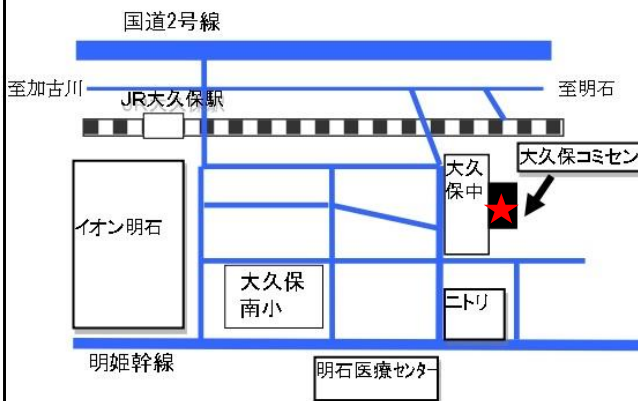 国道2号線
至加古川
至明石
JR大久保駅
大久保コミセン
大久
保中
イオン明石
大久保
南小
ニトリ
明姫幹線
明石医療センター